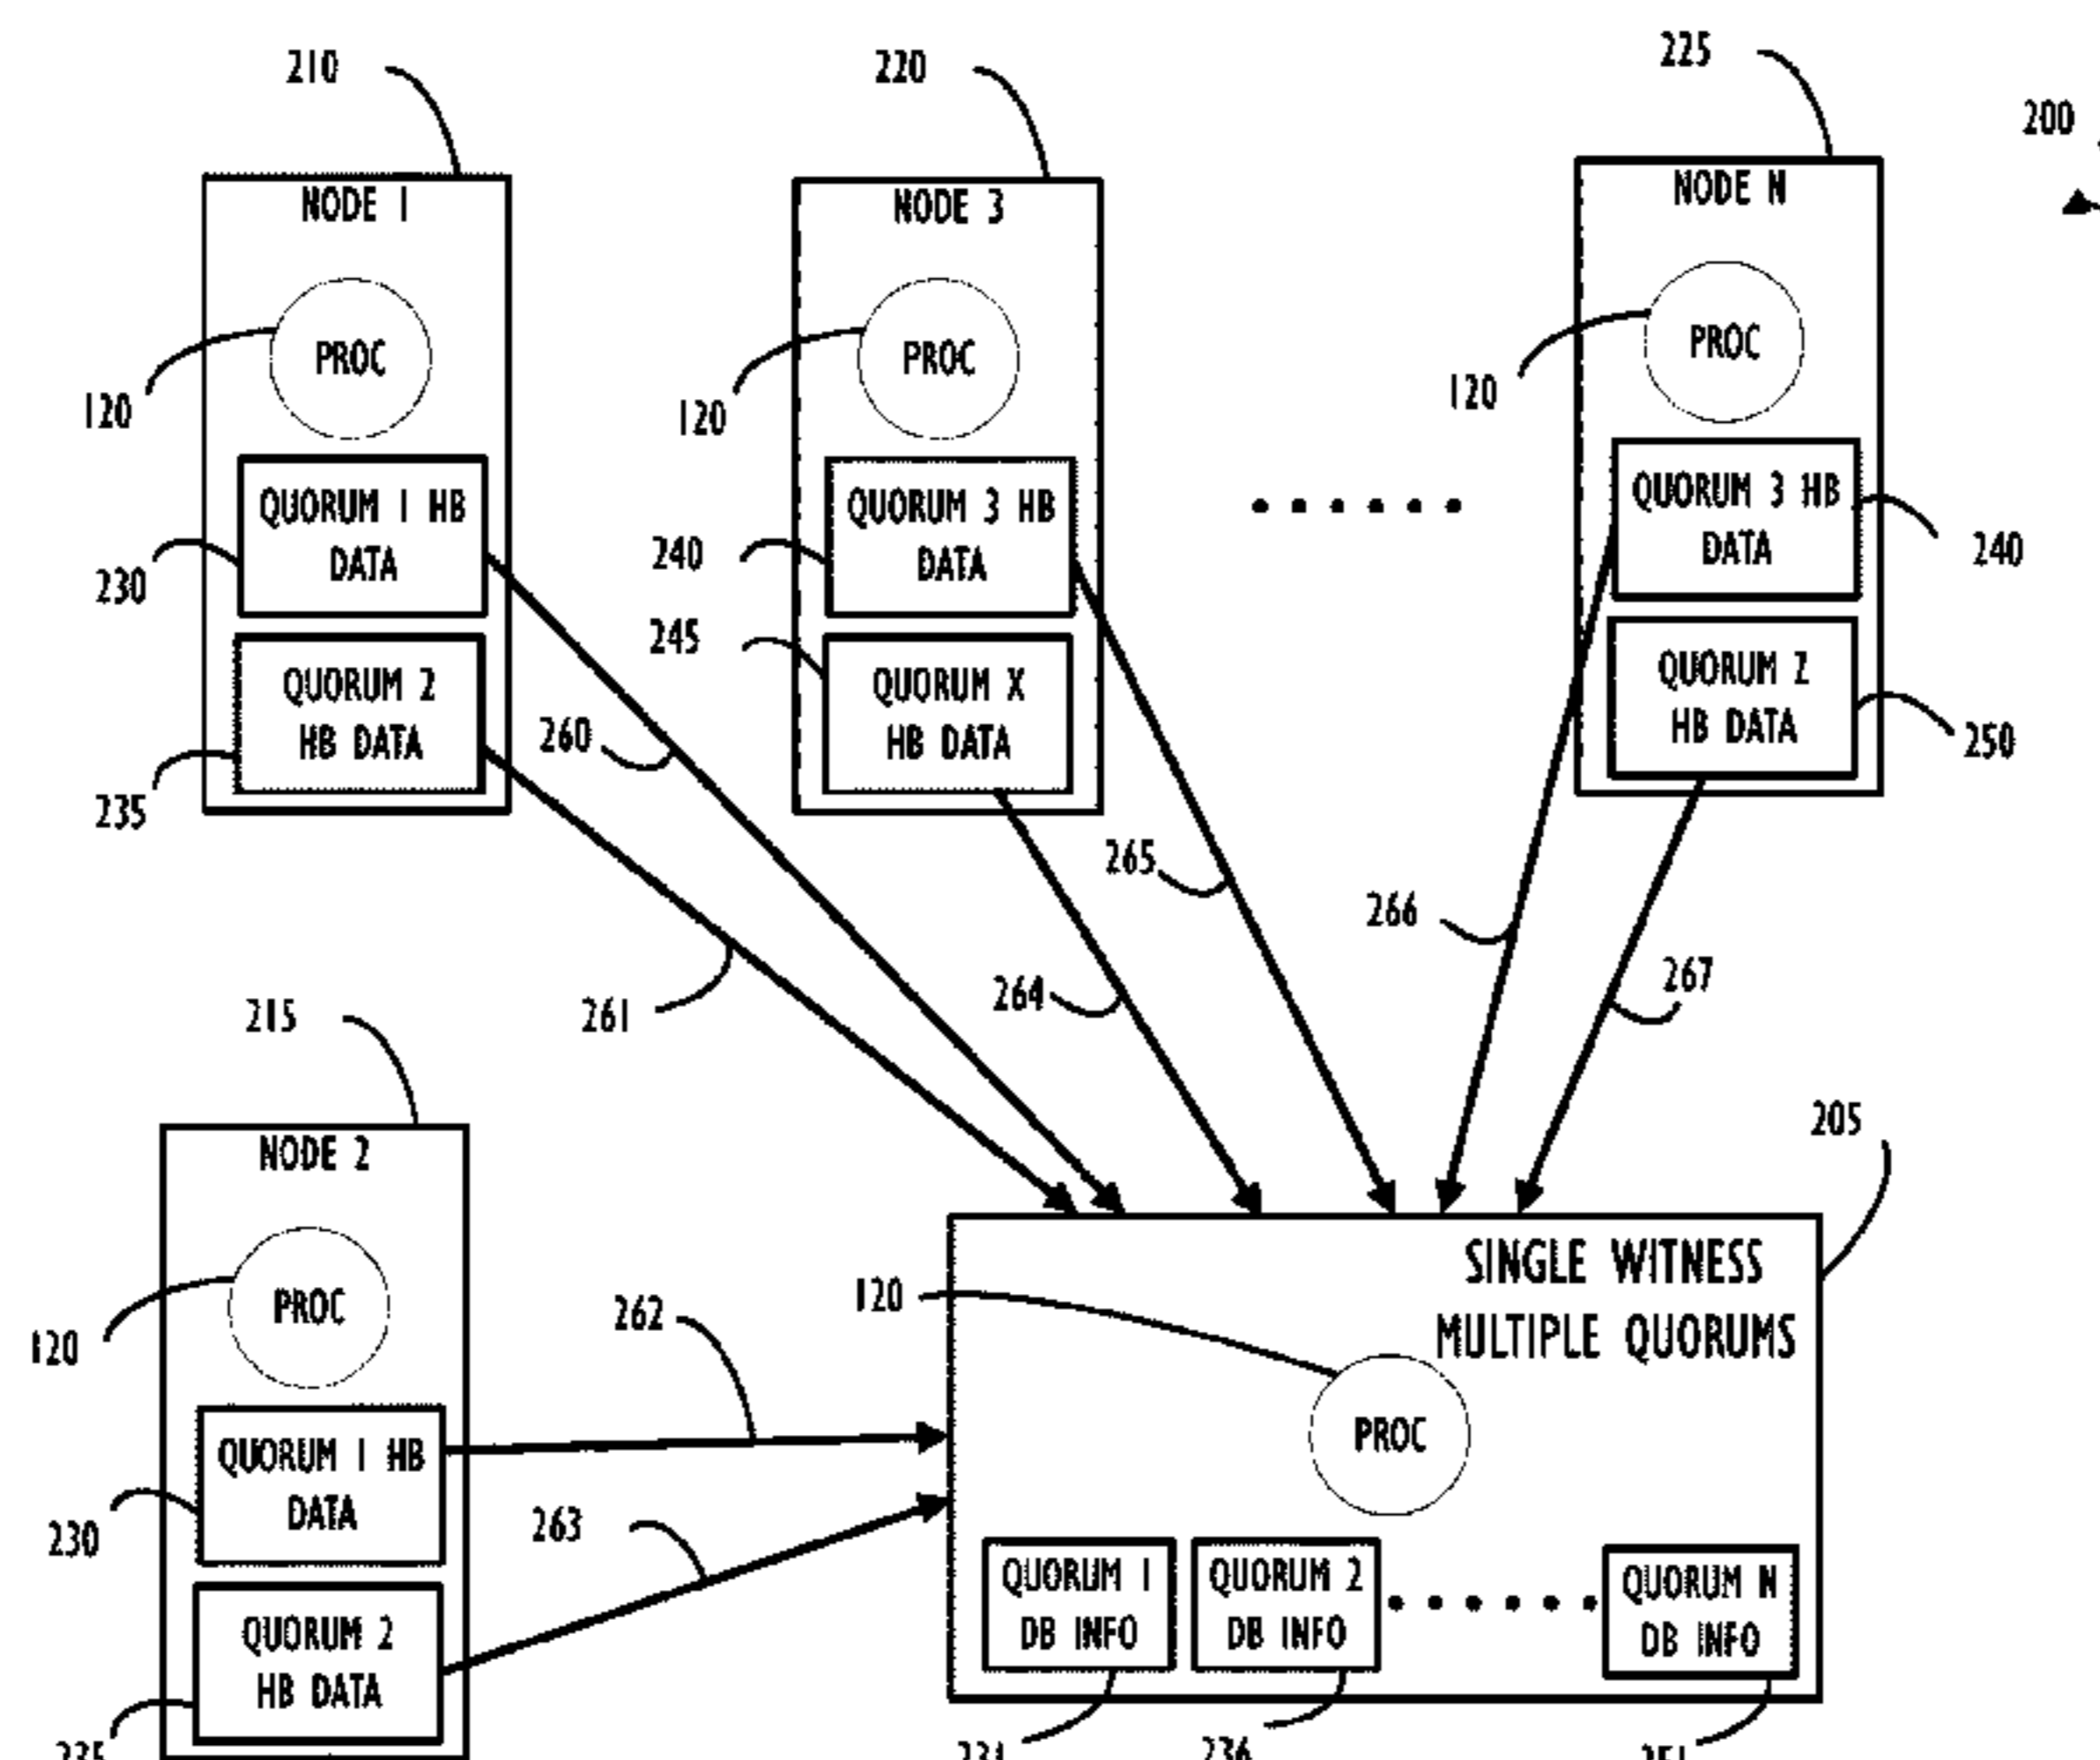 210
220
225
200
NODE 1
NODE 3
NODE N
PROC
PROC
PROC
120
120
120
QUORUM 1 HB
DATA
QUORUM 3 HB
DATA
QUORUM 3 HB
DATA
230
240
240
QUORUM 2
HB DATA
245
QUORUM X
HB DATA
QUORUM Z
HB DATA
235
260
250
265
266
261
264
267
215
205
NODE 2
SINGLE WITNESS
MULTIPLE QUORUMS
PROC
120
262
120
PROC
QUORUM 1 HB
DATA
230
263
QUORUM 1
DB INFO
QUORUM 2
DB INFO
QUORUM N
DB INFO
QUORUM 2
HB DATA
235
231
236
251